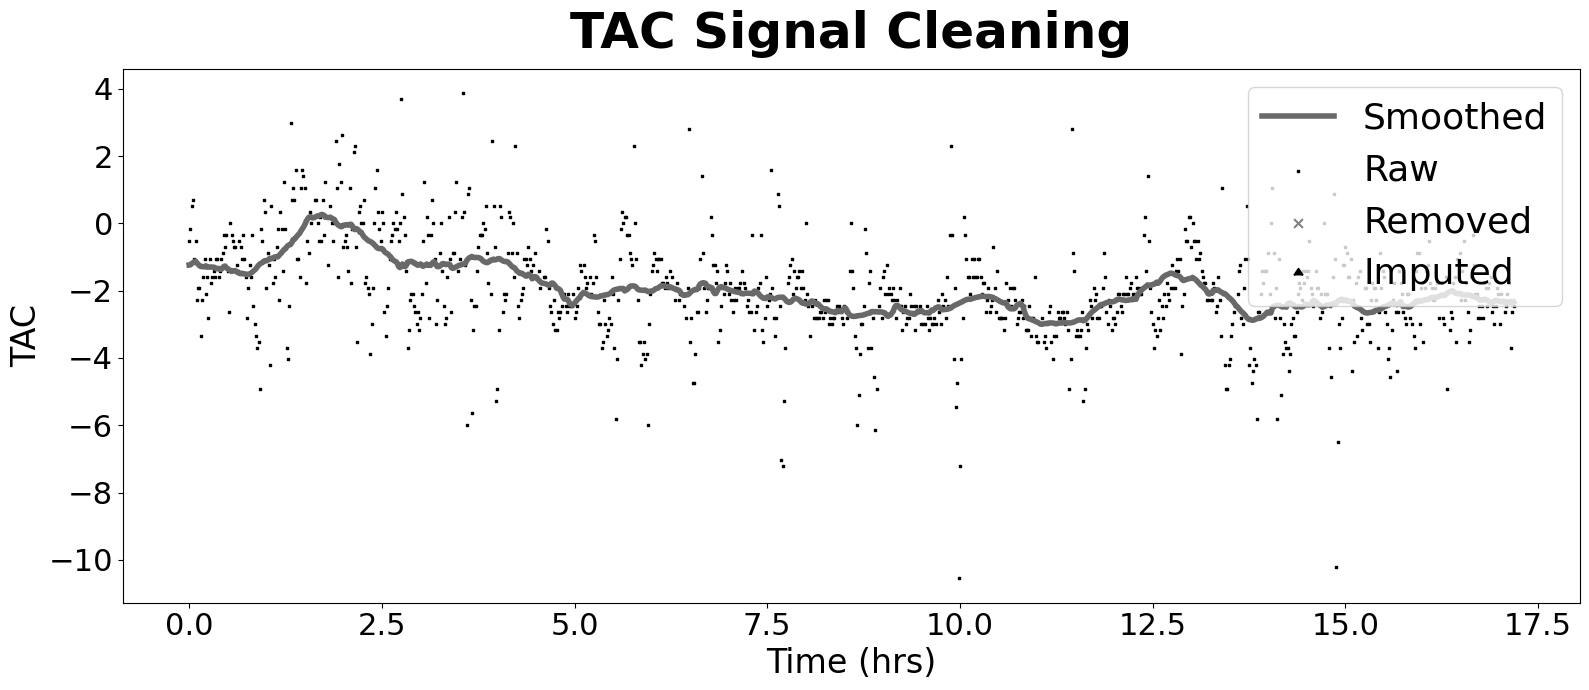 TAC Signal Cleaning
4
2
0
−2
−4
−6
−8
−10
TAC
Smoothed
Raw
Removed
Imputed
0.0 2.5 5.0 7.5 10.0 12.5 15.0 17.5
Time (hrs)